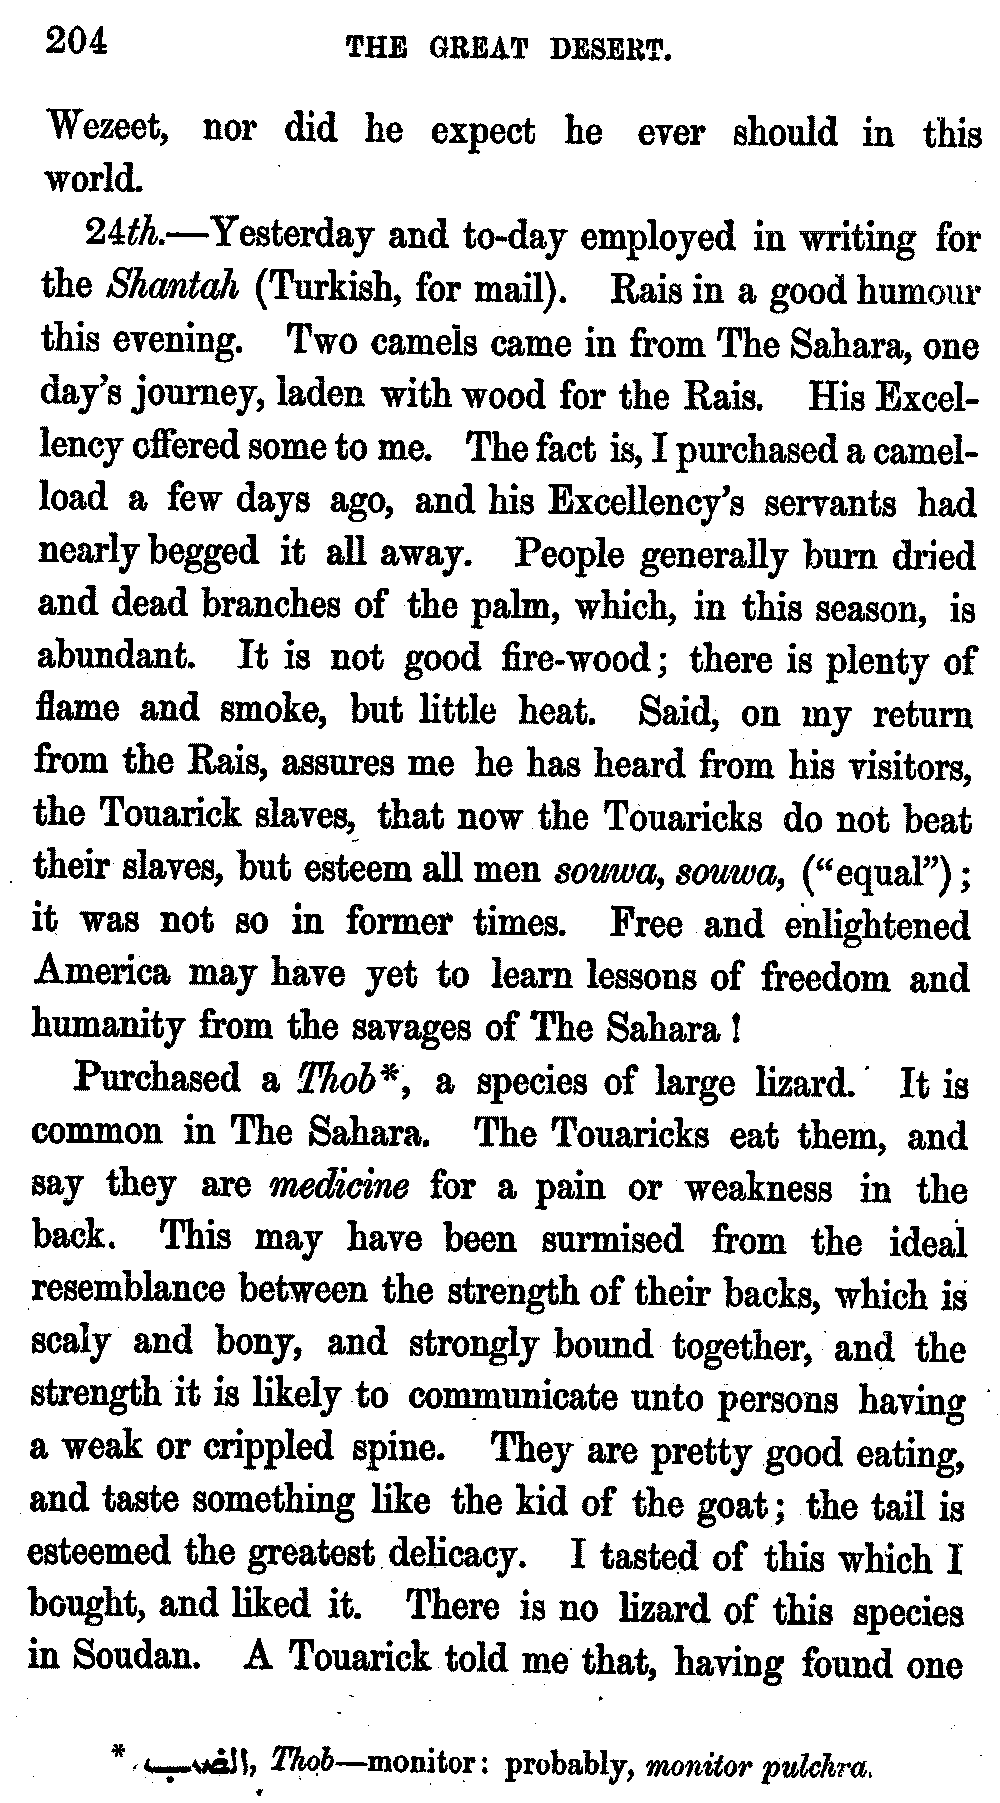 204 THE GREAT DESERT.
Wezeet, nor did he expect he ever should in this
world.
24th.—Yesterday and to-day employed in writing for
the Shantah (Turkish, for mail). Rais in a good humour
this evening. Two camels came in from The Sahara, one
day's journey, laden with wood for the Rais. His Excel-
lency offered some to me. The fact is, I purchased a camel-
load a few days ago, and his Excellency's servants had
nearly begged it all away. People generally burn dried
and dead branches of the palm, which, in this season, is
abundant. It is not good fire-wood; there is plenty of
flame and smoke, but little heat. Said, on my return
from the Rais, assures me he has heard from his visitors,
the Touarick slaves, that now the Touaricks do not beat
their slaves, but esteem all men souwa, souwa, (“equal”);
it was not so in former times. Free and enlightened
America may have yet to learn lessons of freedom and
humanity from the savages of The Sahara!
Purchased a Thob*, a species of large lizard. It is
common in The Sahara. The Touaricks eat them, and
say they are medicine for a pain or weakness in the
back. This may have been surmised from the ideal
resemblance between the strength of their backs, which is
scaly and bony, and strongly bound together, and the
strength it is likely to communicate unto persons having
a weak or crippled spine. They are pretty good eating,
and taste something like the kid of the goat; the tail is
esteemed the greatest delicacy. I tasted of this which I
bought, and liked it. There is no lizard of this species
in Soudan. A Touarick told me that, having found one
* الضب, Thob—monitor: probably, monitor pulchra.